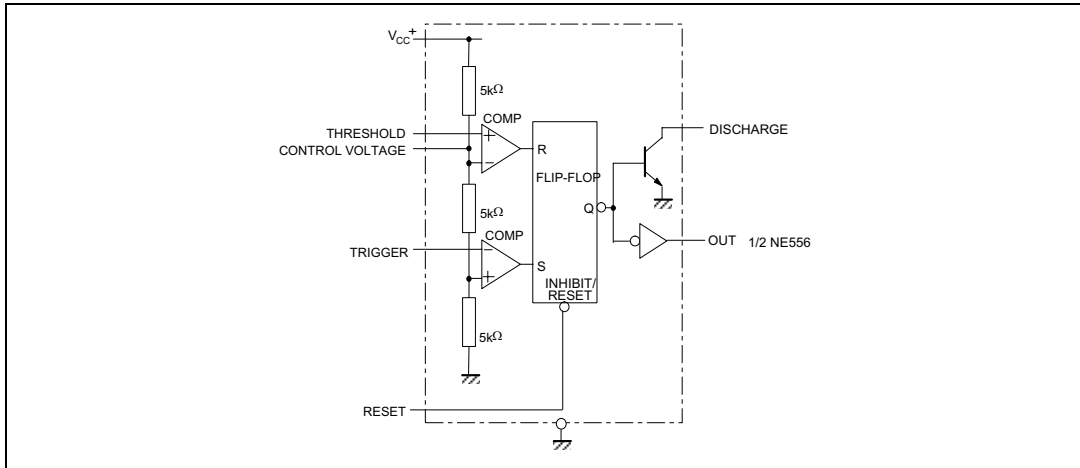 VCC+
5kΩ
COMP
THRESHOLD
+
CONTROL VOLTAGE
−
R
DISCHARGE
FLIP-FLOP
Q
5kΩ
COMP
TRIGGER
−
+
S
OUT 1/2 NE556
INHIBIT/
RESET
5kΩ
RESET